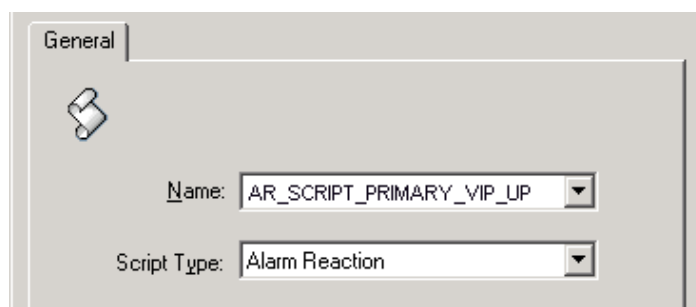 General
Name: AR_SCRIPT_PRIMARY_VIP_UP
Script Type: Alarm Reaction